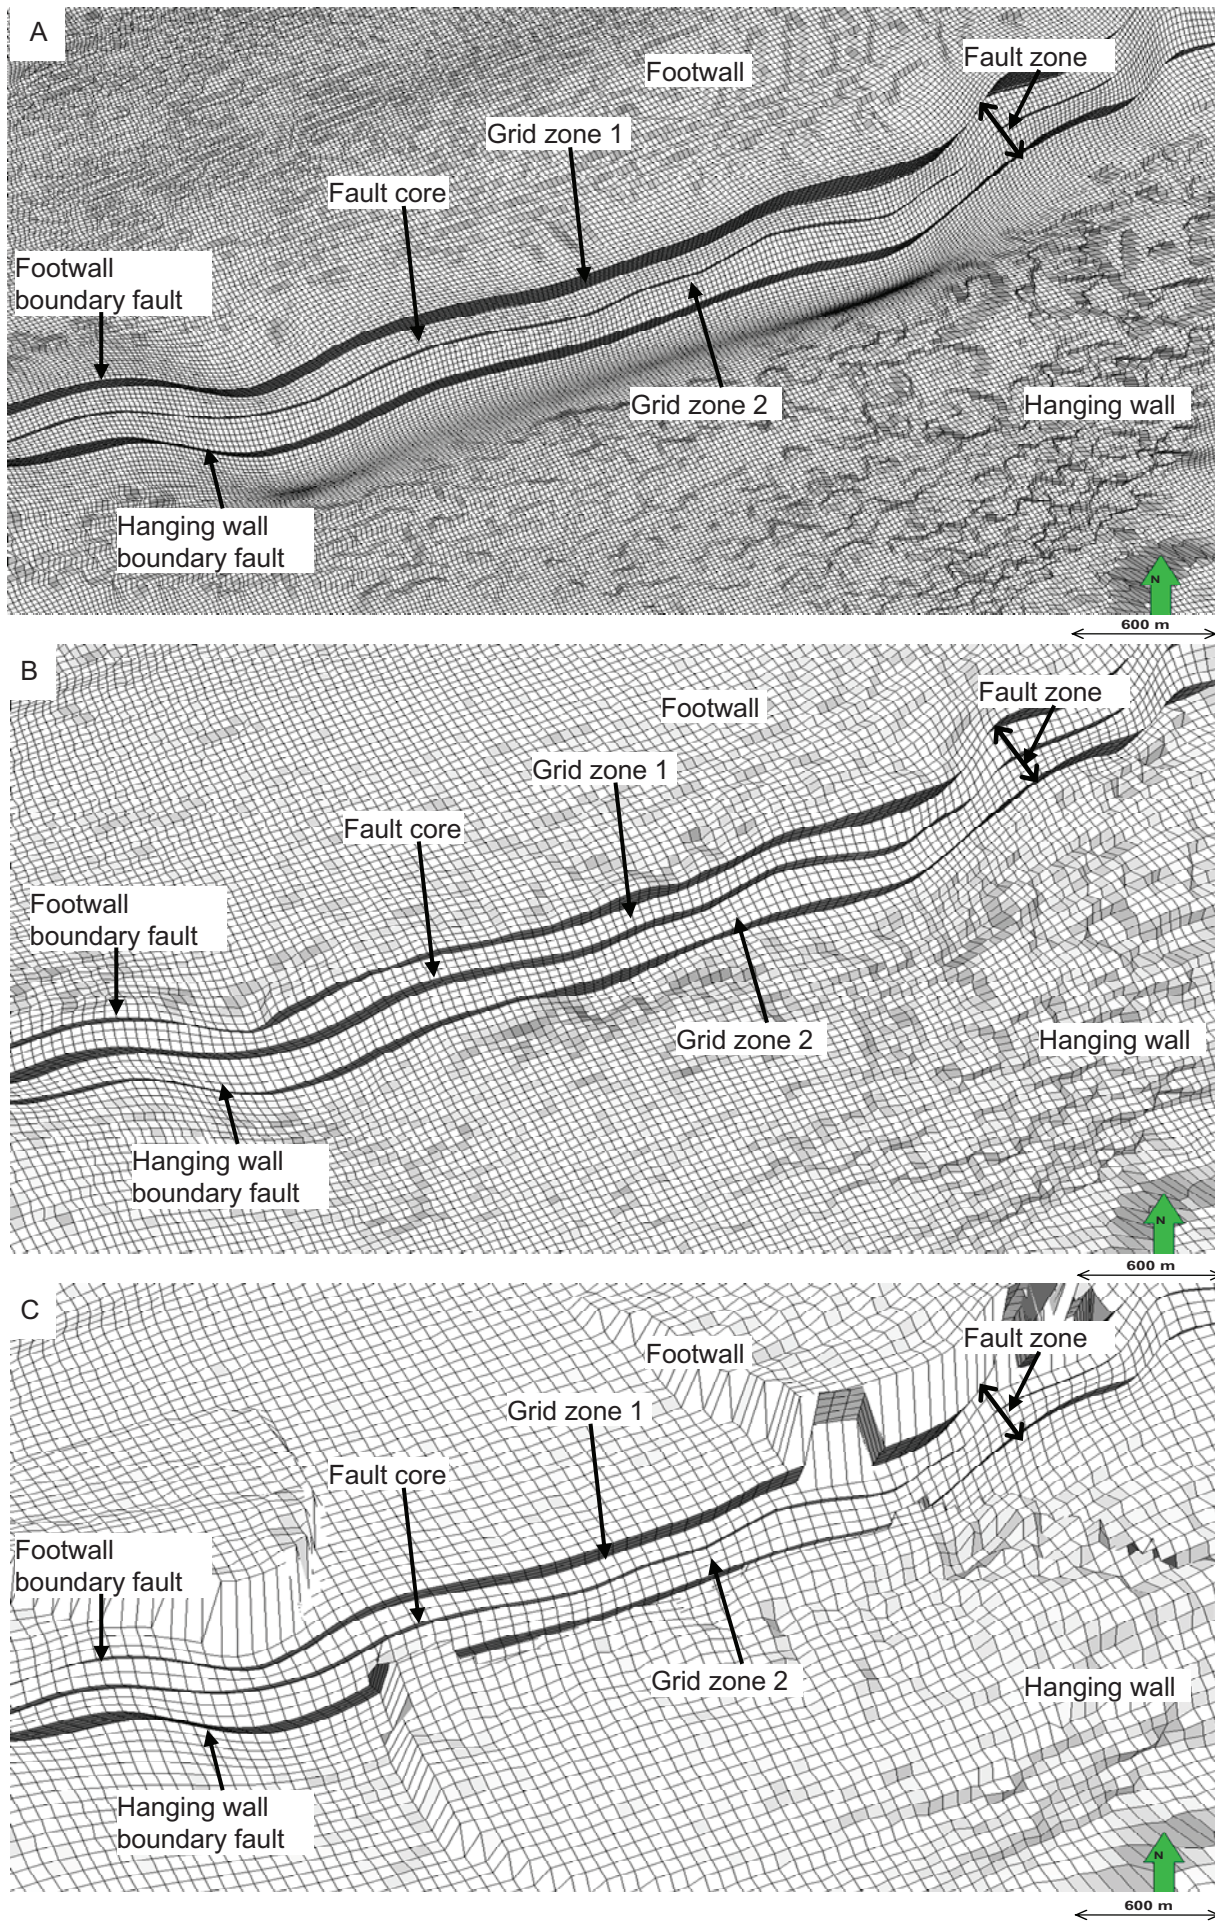 A
Footwall
Fault zone
Grid zone 1
Fault core
Footwall
boundary fault
Grid zone 2
Hanging wall
Hanging wall
boundary fault
N
600 m
B
Fault zone
Footwall
Grid zone 1
Fault core
Footwall
boundary fault
Grid zone 2
Hanging wall
Hanging wall
boundary fault
N
600 m
C
Fault zone
Footwall
Grid zone 1
Fault core
Footwall
boundary fault
Grid zone 2
Hanging wall
Hanging wall
boundary fault
N
600 m